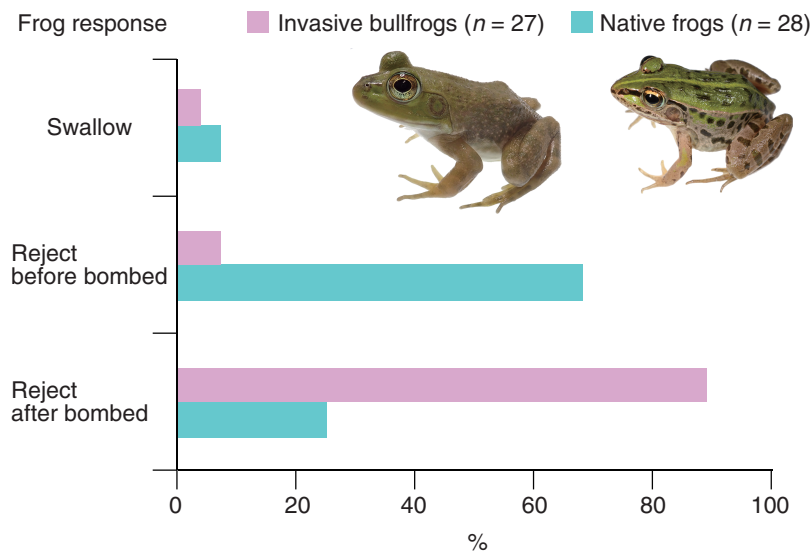 Frog response
Invasive bullfrogs (n = 27)
Native frogs (n = 28)
Swallow
Reject
before bombed
Reject
after bombed
0 20 40 60 80 100
%